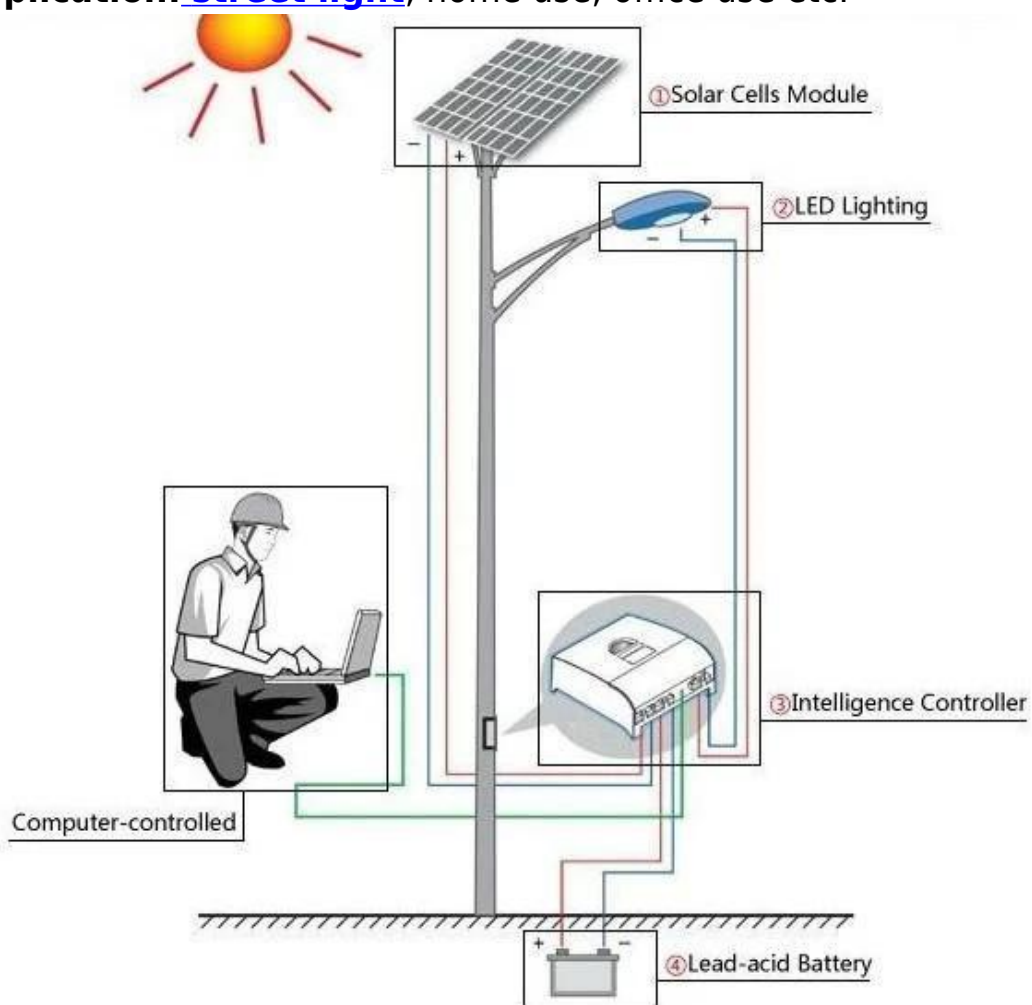 street light, home use, office use etc.
①Solar Cells Module
− +
②LED Lighting
+
−
③Intelligence Controller
Computer-controlled
+ −
④Lead-acid Battery